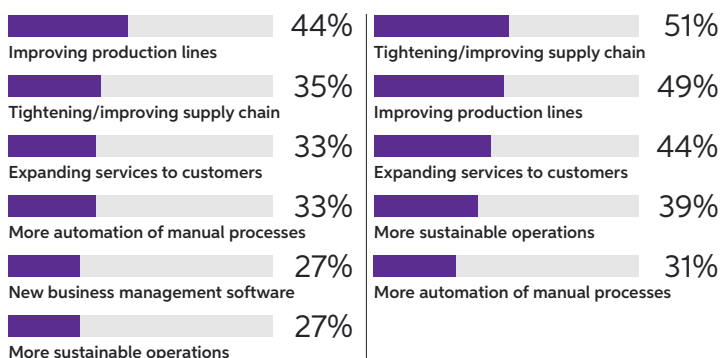 44%
Improving production lines
35%
Tightening/improving supply chain
33%
Expanding services to customers
33%
More automation of manual processes
27%
New business management software
27%
More sustainable operations
51%
Tightening/improving supply chain
49%
Improving production lines
44%
Expanding services to customers
39%
More sustainable operations
31%
More automation of manual processes